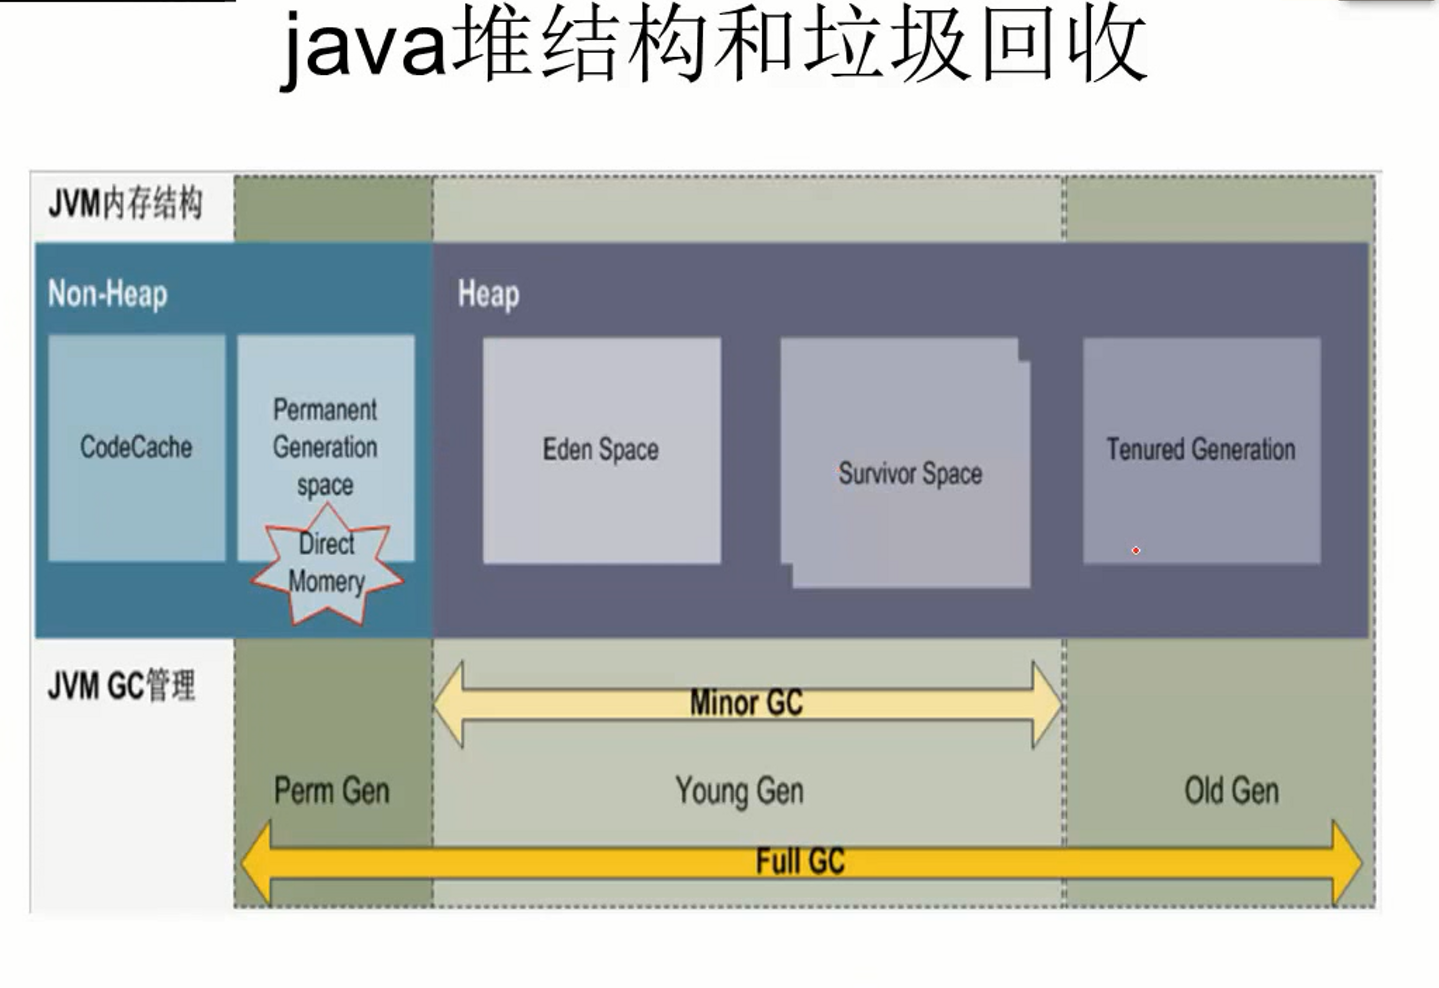 java堆结构和垃圾回收
JVM内存结构
Non-Heap
Heap
CodeCache
Permanent
Generation
space
Direct
Momery
Eden Space
Survivor Space
Tenured Generation
JVM GC管理
Minor GC
Perm Gen
Young Gen
Old Gen
Full GC